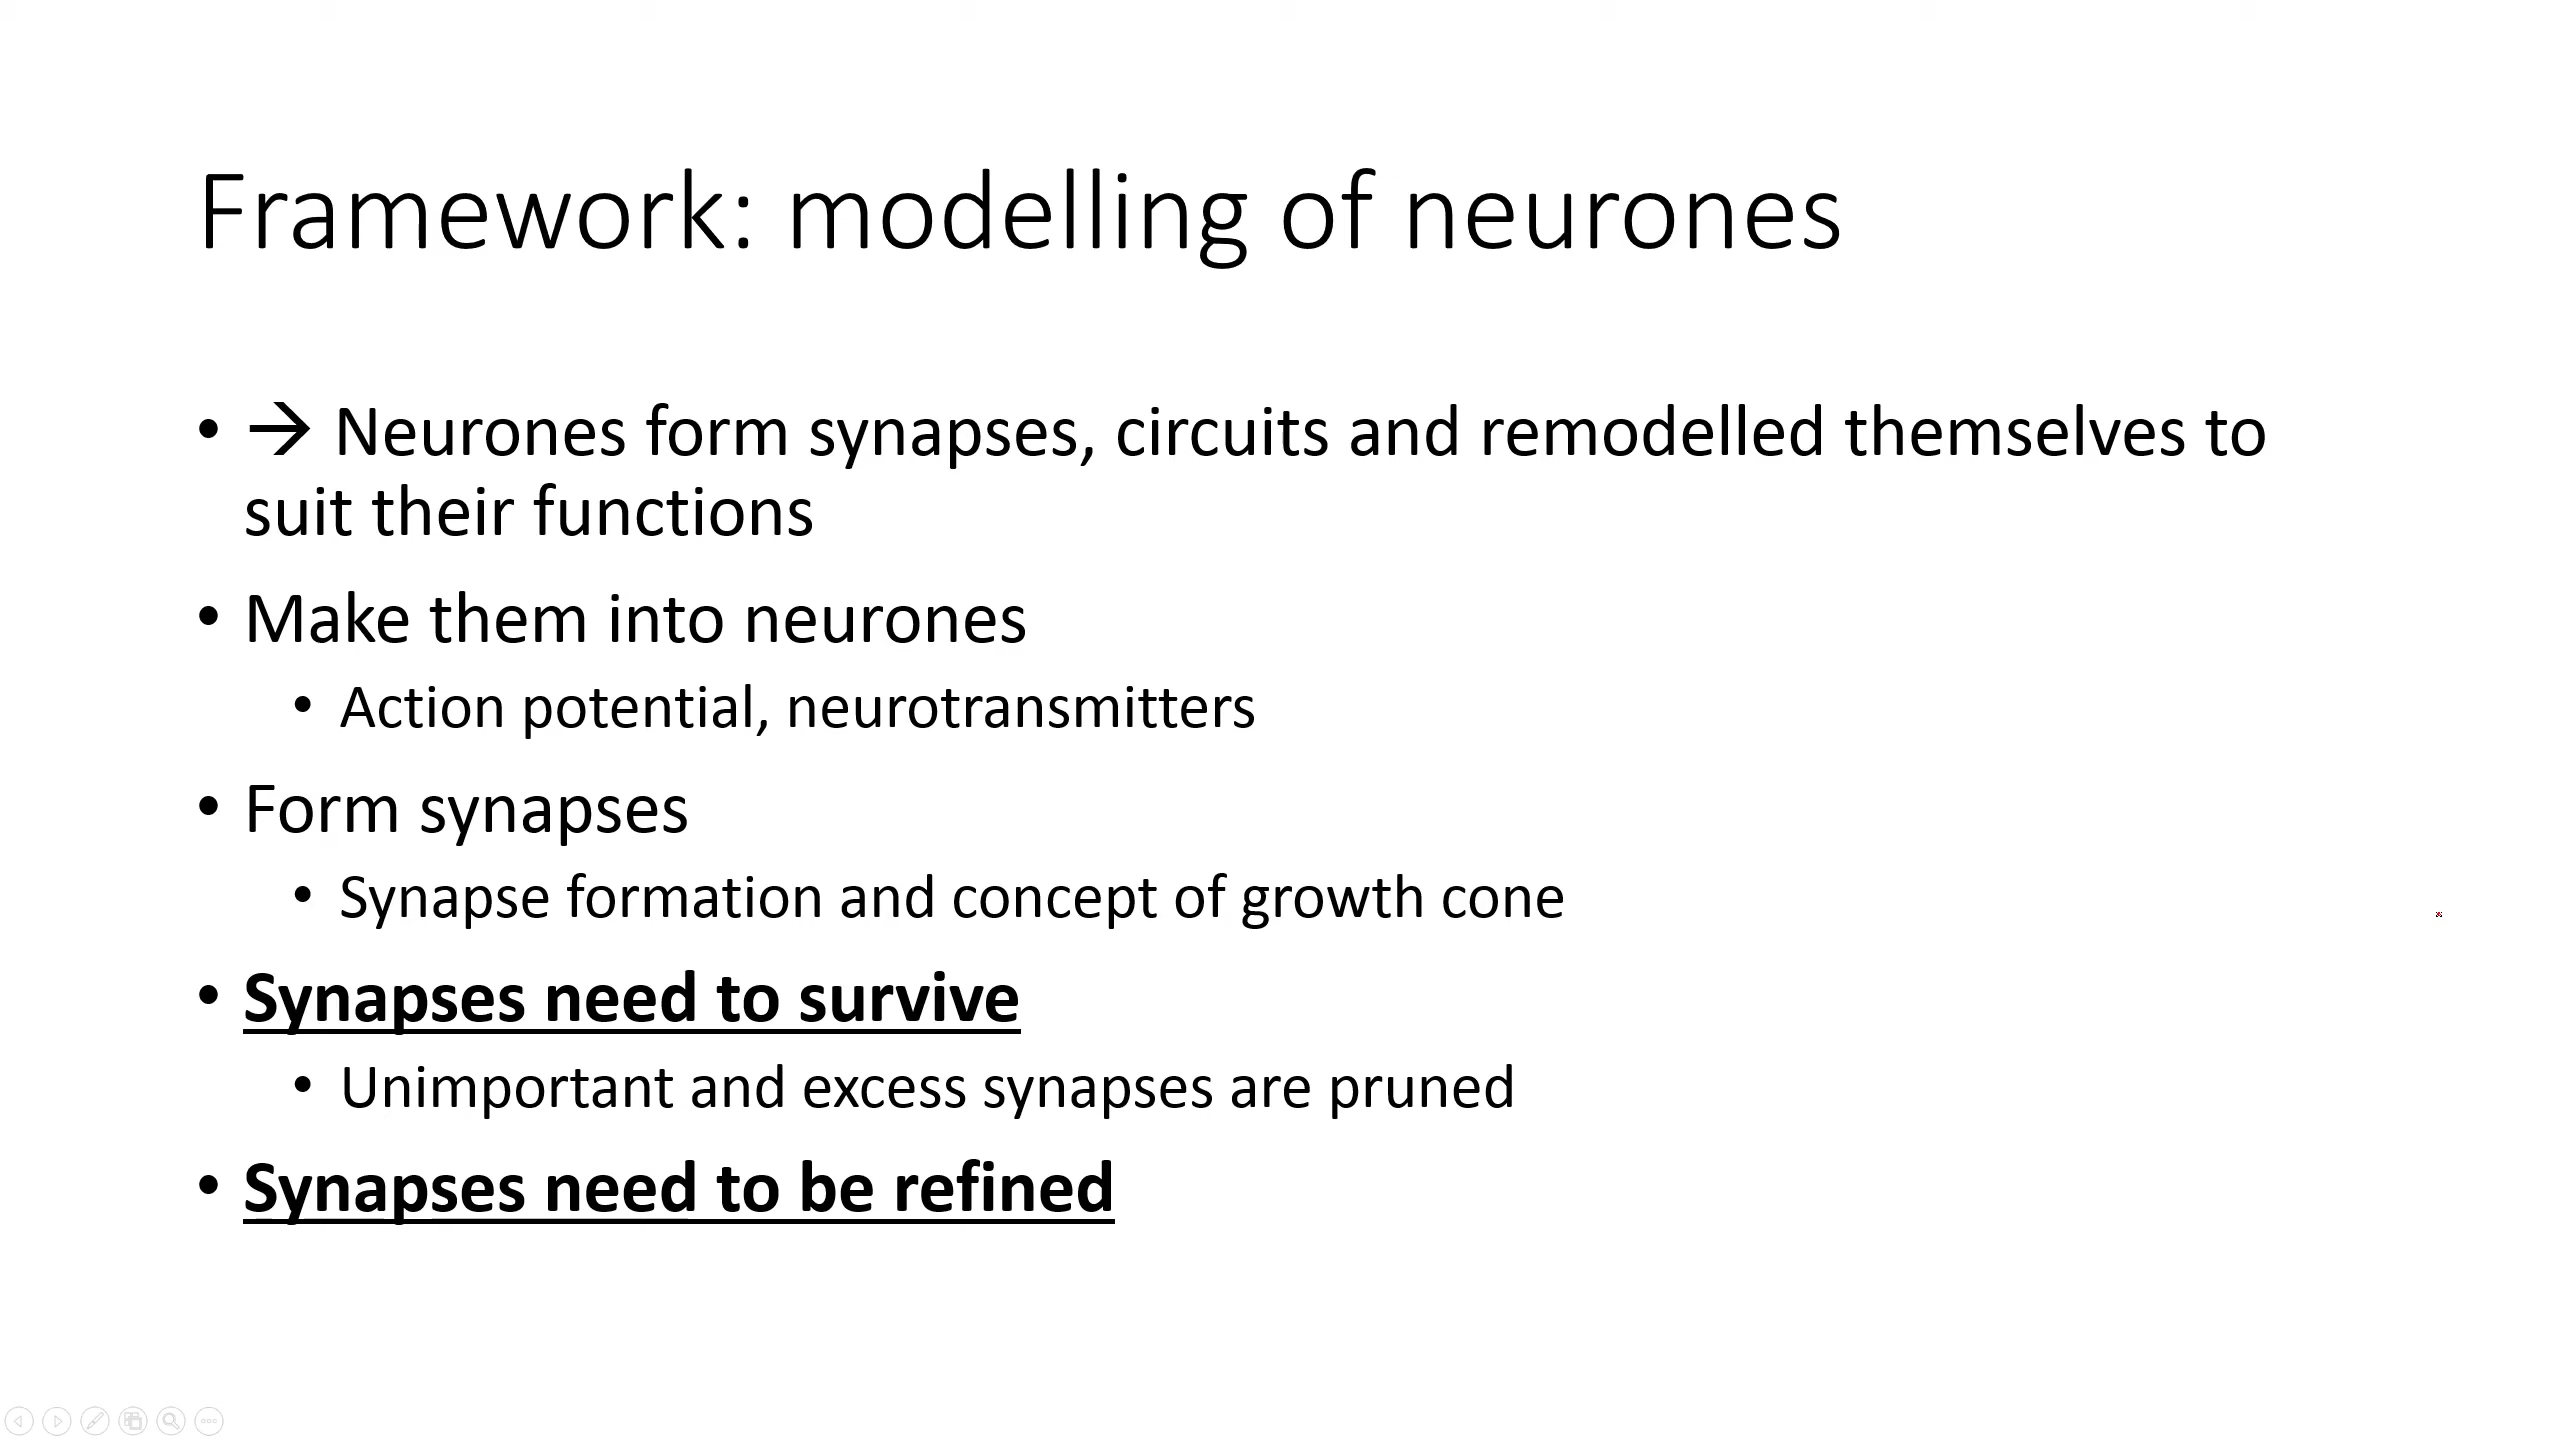 Framework: modelling of neurones
• → Neurones form synapses, circuits and remodelled themselves to
suit their functions
• Make them into neurones
• Action potential, neurotransmitters
• Form synapses
• Synapse formation and concept of growth cone
• Synapses need to survive
• Unimportant and excess synapses are pruned
• Synapses need to be refined